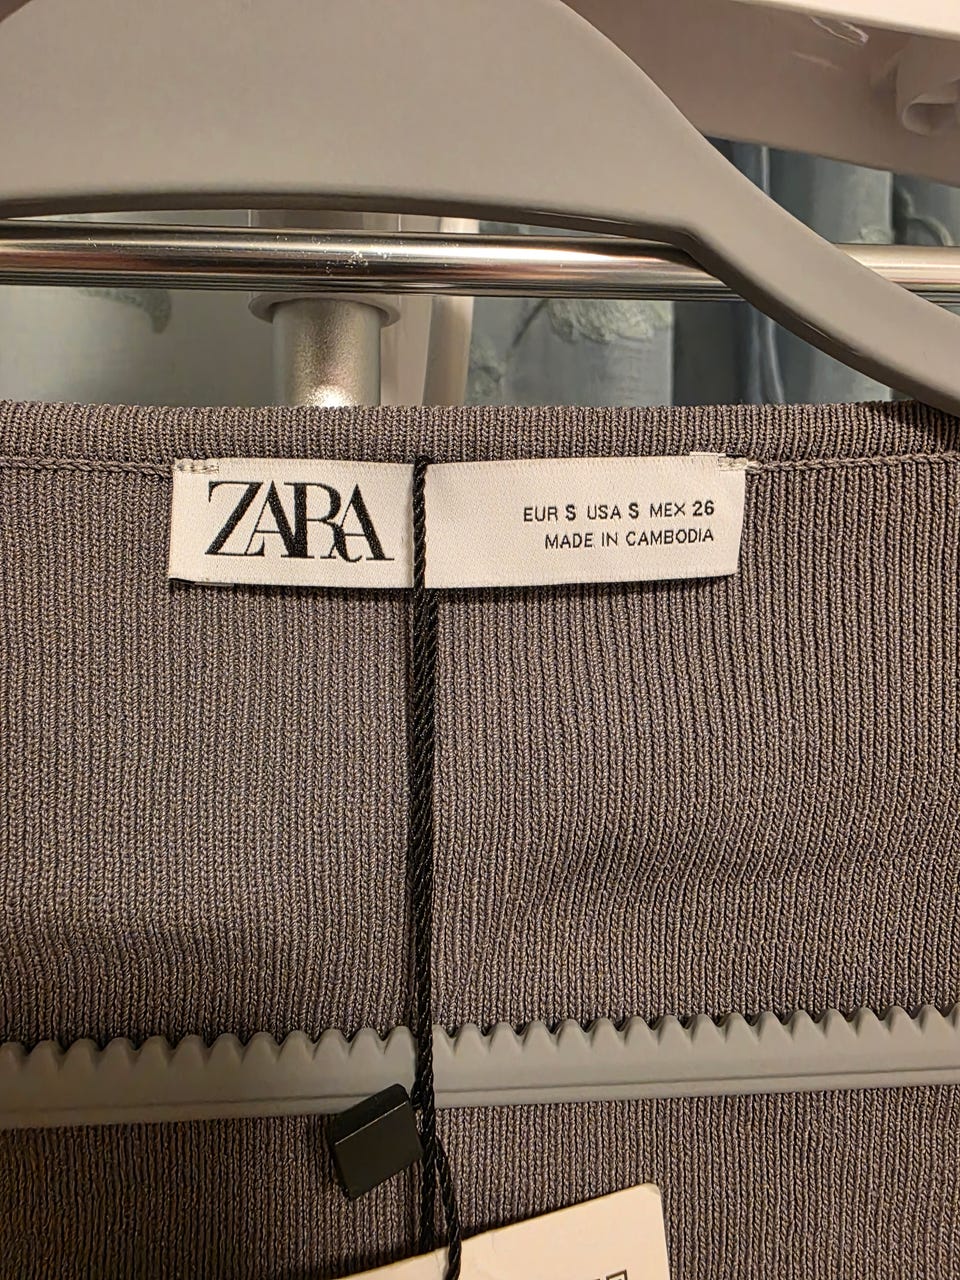 ZARA
EUR S USA S MEX 26
MADE IN CAMBODIA